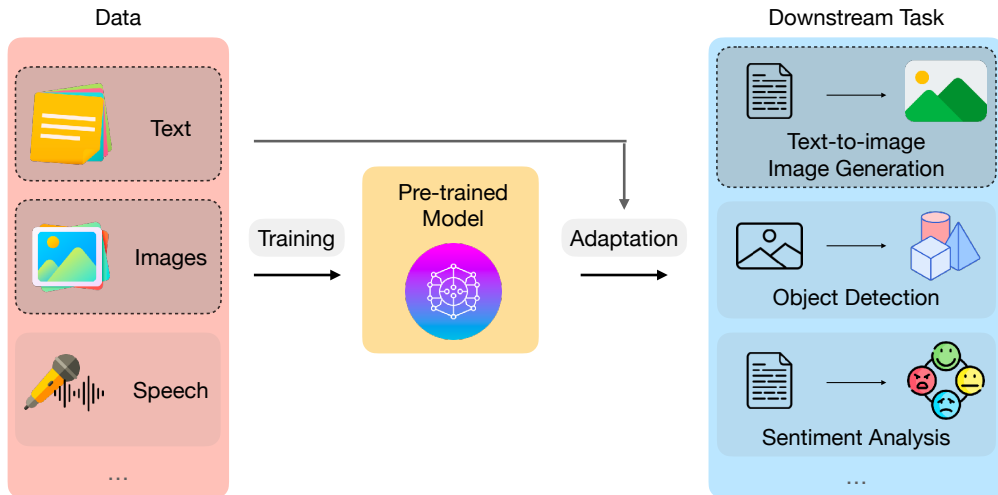 Data
Downstream Task
Text
Text-to-image
Image Generation
Pre-trained
Model
Training
Adaptation
Images
Object Detection
Speech
Sentiment Analysis
...
...